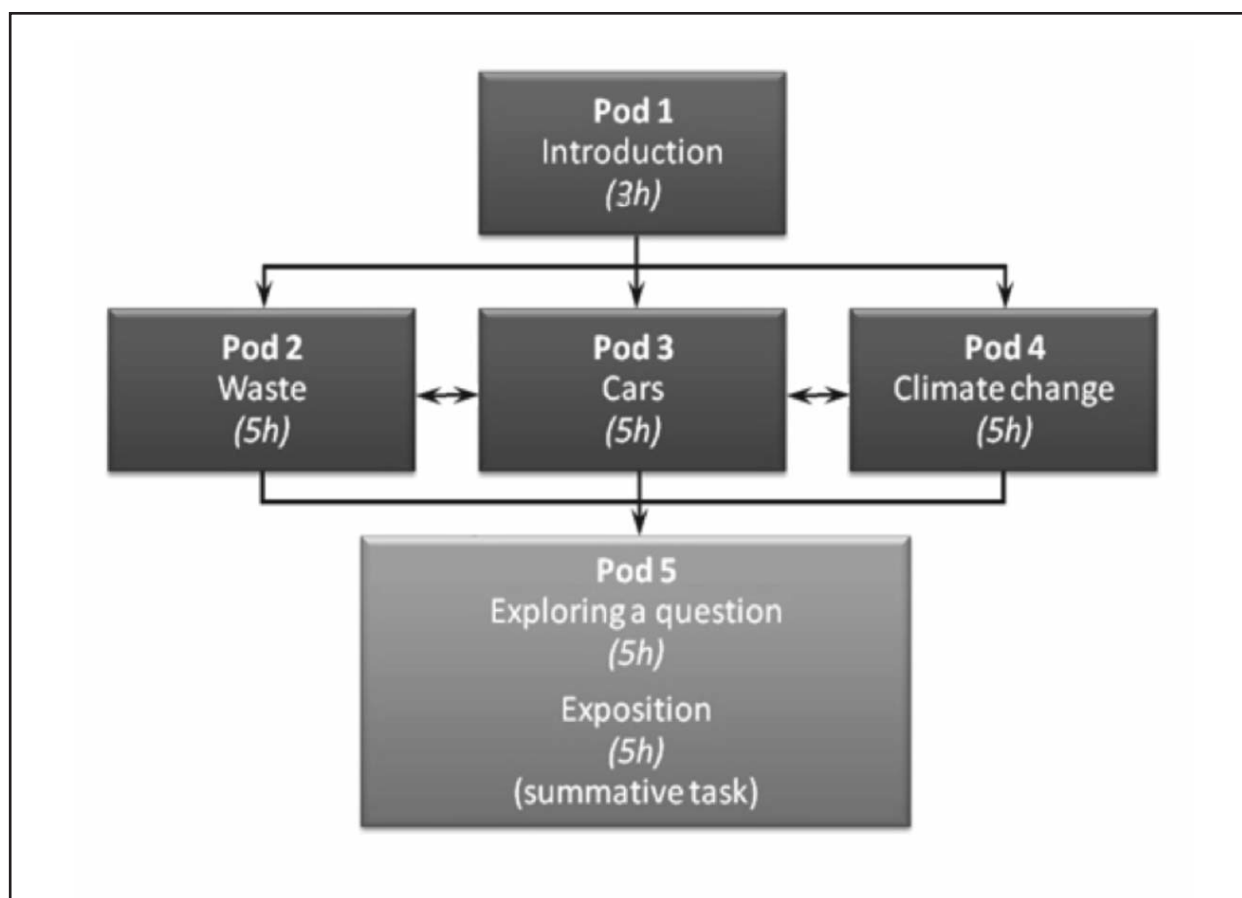 Pod 1
Introduction
(3h)
Pod 2
Waste
(5h)
Pod 3
Cars
(5h)
Pod 4
Climate change
(5h)
Pod 5
Exploring a question
(5h)
Exposition
(5h)
(summative task)